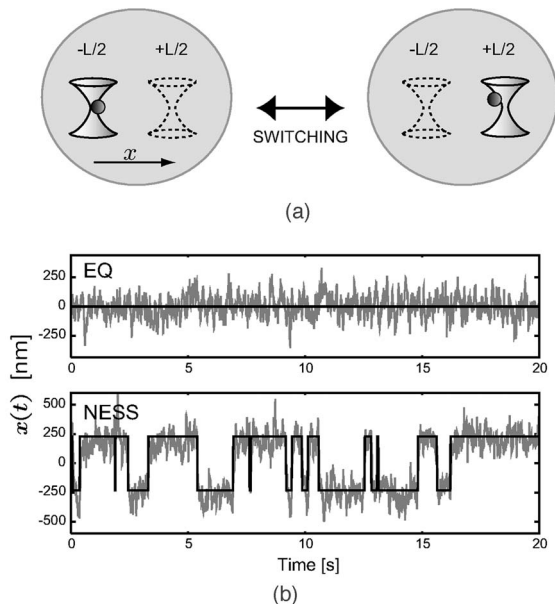 -L/2 +L/2 -L/2 +L/2
x
SWITCHING
(a)
EQ
250
0
-250
0 5 10 15 20
x(t) [nm]
NESS
500
250
0
-250
-500
0 5 10 15 20
Time [s]
(b)